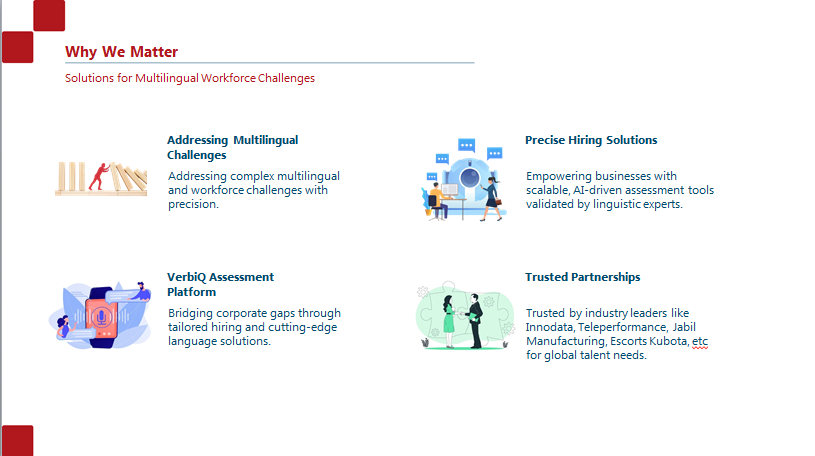 Why We Matter
Solutions for Multilingual Workforce Challenges
Addressing Multilingual
Challenges
Addressing complex multilingual
and workforce challenges with
precision.
Precise Hiring Solutions
Empowering businesses with
scalable, AI-driven assessment tools
validated by linguistic experts.
VerbiQ Assessment
Platform
Bridging corporate gaps through
tailored hiring and cutting-edge
language solutions.
Trusted Partnerships
Trusted by industry leaders like
Innodata, Teleperformance, Jabil
Manufacturing, Escorts Kubota, etc
for global talent needs.